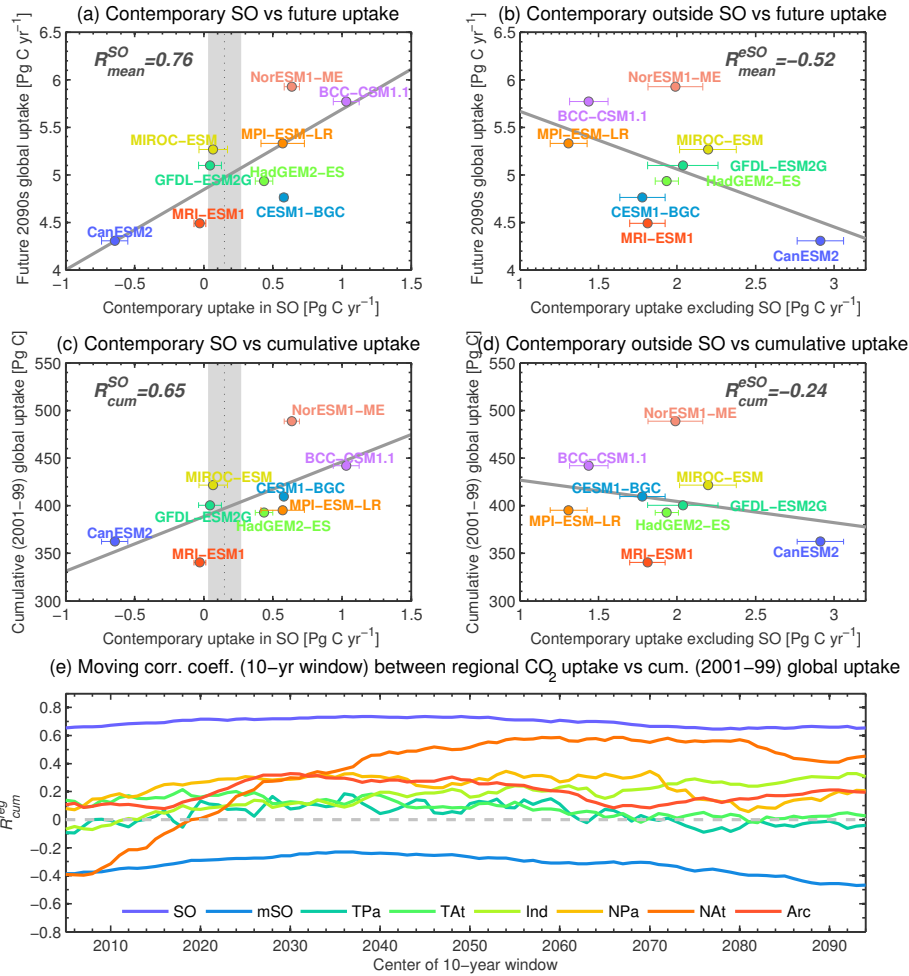 (a) Contemporary SO vs future uptake
(b) Contemporary outside SO vs future uptake
Future 2090s global uptake [Pg C yr⁻¹]
6.5
6
5.5
5
4.5
4
R^SO_mean=0.76
NorESM1−ME
BCC−CSM1.1
MIROC−ESM
MPI−ESM−LR
GFDL−ESM2G
HadGEM2−ES
MRI−ESM1
CESM1−BGC
CanESM2
−1
−0.5
0
0.5
1
1.5
Contemporary uptake in SO [Pg C yr⁻¹]
Future 2090s global uptake [Pg C yr⁻¹]
6.5
6
5.5
5
4.5
4
R^eSO_mean=−0.52
NorESM1−ME
BCC−CSM1.1
MPI−ESM−LR
MIROC−ESM
GFDL−ESM2G
HadGEM2−ES
CESM1−BGC
MRI−ESM1
CanESM2
1
1.5
2
2.5
3
Contemporary uptake excluding SO [Pg C yr⁻¹]
(c) Contemporary SO vs cumulative uptake
(d) Contemporary outside SO vs cumulative uptake
Cumulative (2001−99) global uptake [Pg C]
550
500
450
400
350
300
R^SO_cum=0.65
NorESM1−ME
BCC−CSM1.1
MIROC−ESM
CESM1−BGC
MPI−ESM−LR
GFDL−ESM2G
HadGEM2−ES
CanESM2
MRI−ESM1
−1
−0.5
0
0.5
1
1.5
Contemporary uptake in SO [Pg C yr⁻¹]
Cumulative (2001−99) global uptake [Pg C]
550
500
450
400
350
300
R^eSO_cum=−0.24
NorESM1−ME
BCC−CSM1.1
MIROC−ESM
CESM1−BGC
GFDL−ESM2G
MPI−ESM−LR
HadGEM2−ES
CanESM2
MRI−ESM1
1
1.5
2
2.5
3
Contemporary uptake excluding SO [Pg C yr⁻¹]
(e) Moving corr. coeff. (10−yr window) between regional CO₂ uptake vs cum. (2001−99) global uptake
R^reg_cum
0.8
0.6
0.4
0.2
0
−0.2
−0.4
−0.6
−0.8
SO mSO TPa TAt Ind NPa NAt Arc
2010
2020
2030
2040
2050
2060
2070
2080
2090
Center of 10−year window